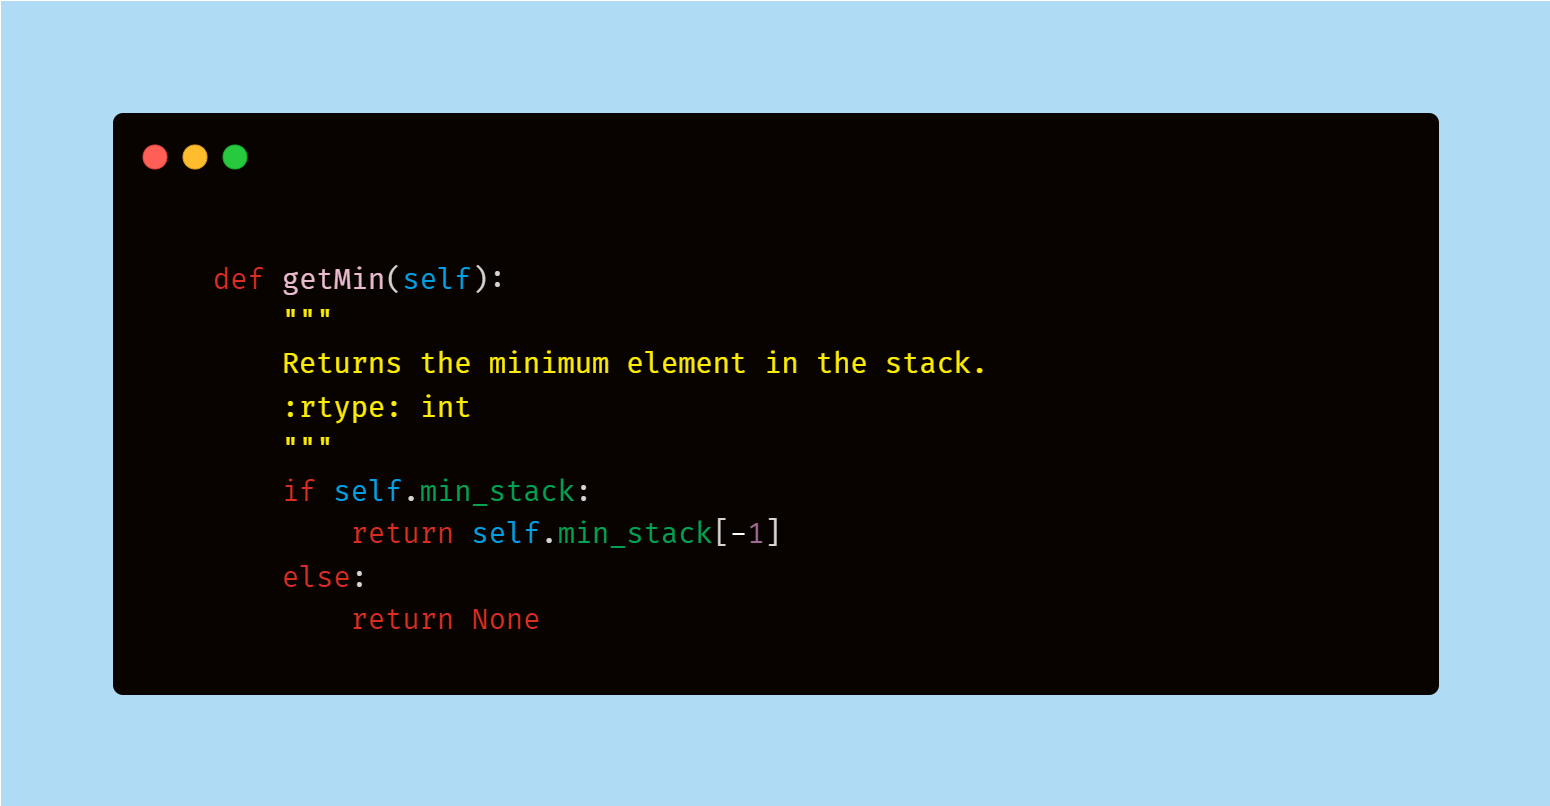 def getMin(self):
    """
    Returns the minimum element in the stack.
    :rtype: int
    """
    if self.min_stack:
        return self.min_stack[-1]
    else:
        return None